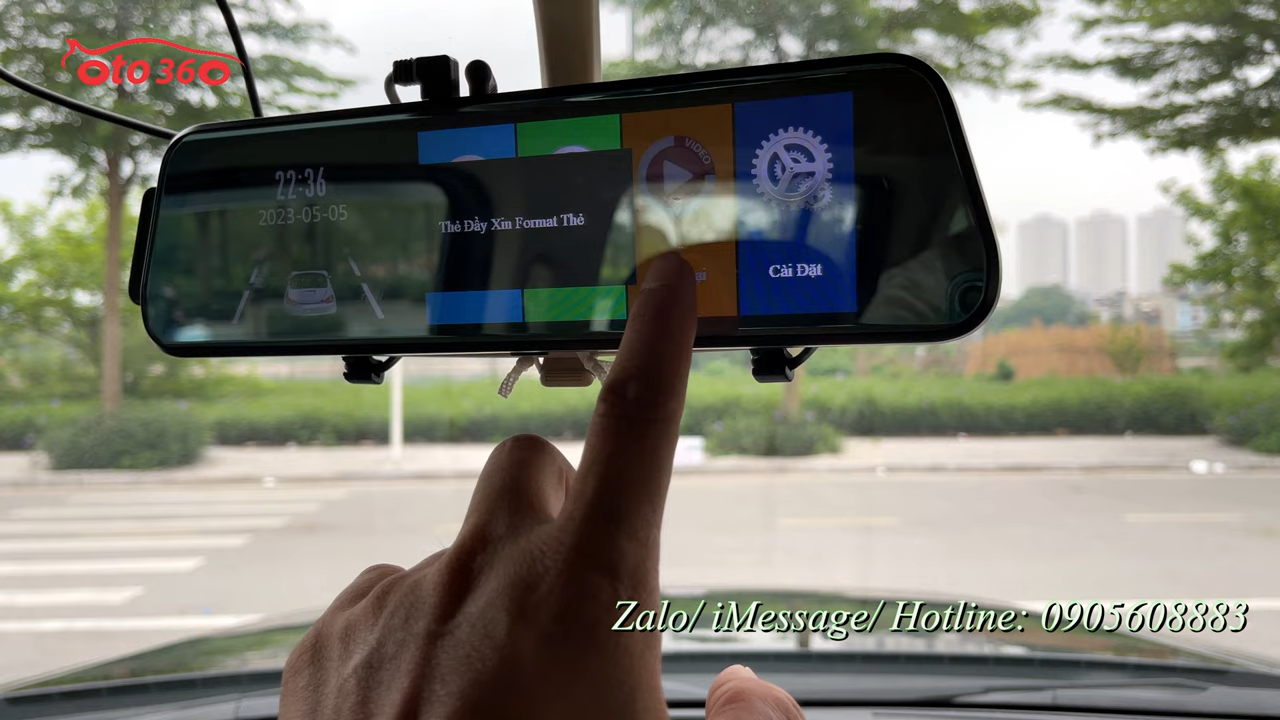 oto360
22:36
2023-05-05
VIDEO
Thẻ Đầy Xin Format Thẻ
Cài Đặt
Zalo/ iMessage/ Hotline: 0905608883